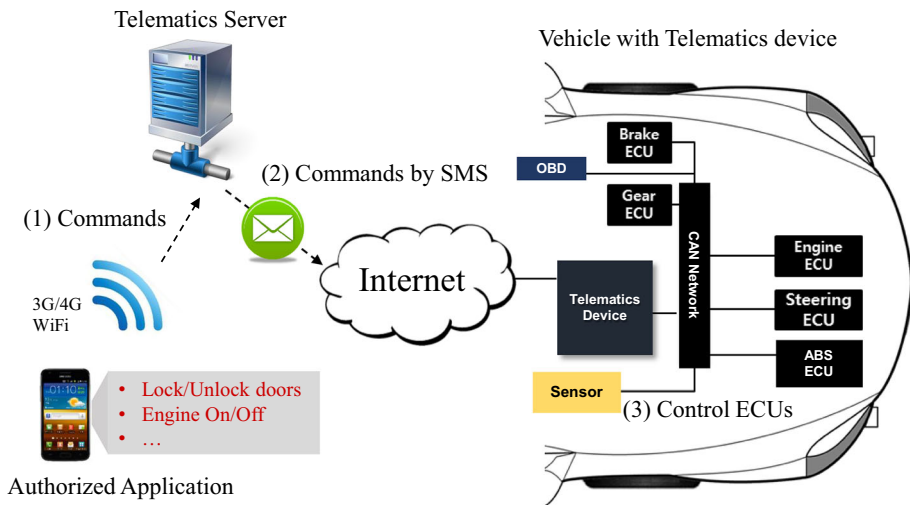 Telematics Server
Vehicle with Telematics device
(2) Commands by SMS
(1) Commands
3G/4G
WiFi
Internet
Brake
ECU
OBD
Gear
ECU
CAN Network
Engine
ECU
Telematics
Device
Steering
ECU
ABS
ECU
Sensor
(3) Control ECUs
01:10
• Lock/Unlock doors
• Engine On/Off
• …
Authorized Application